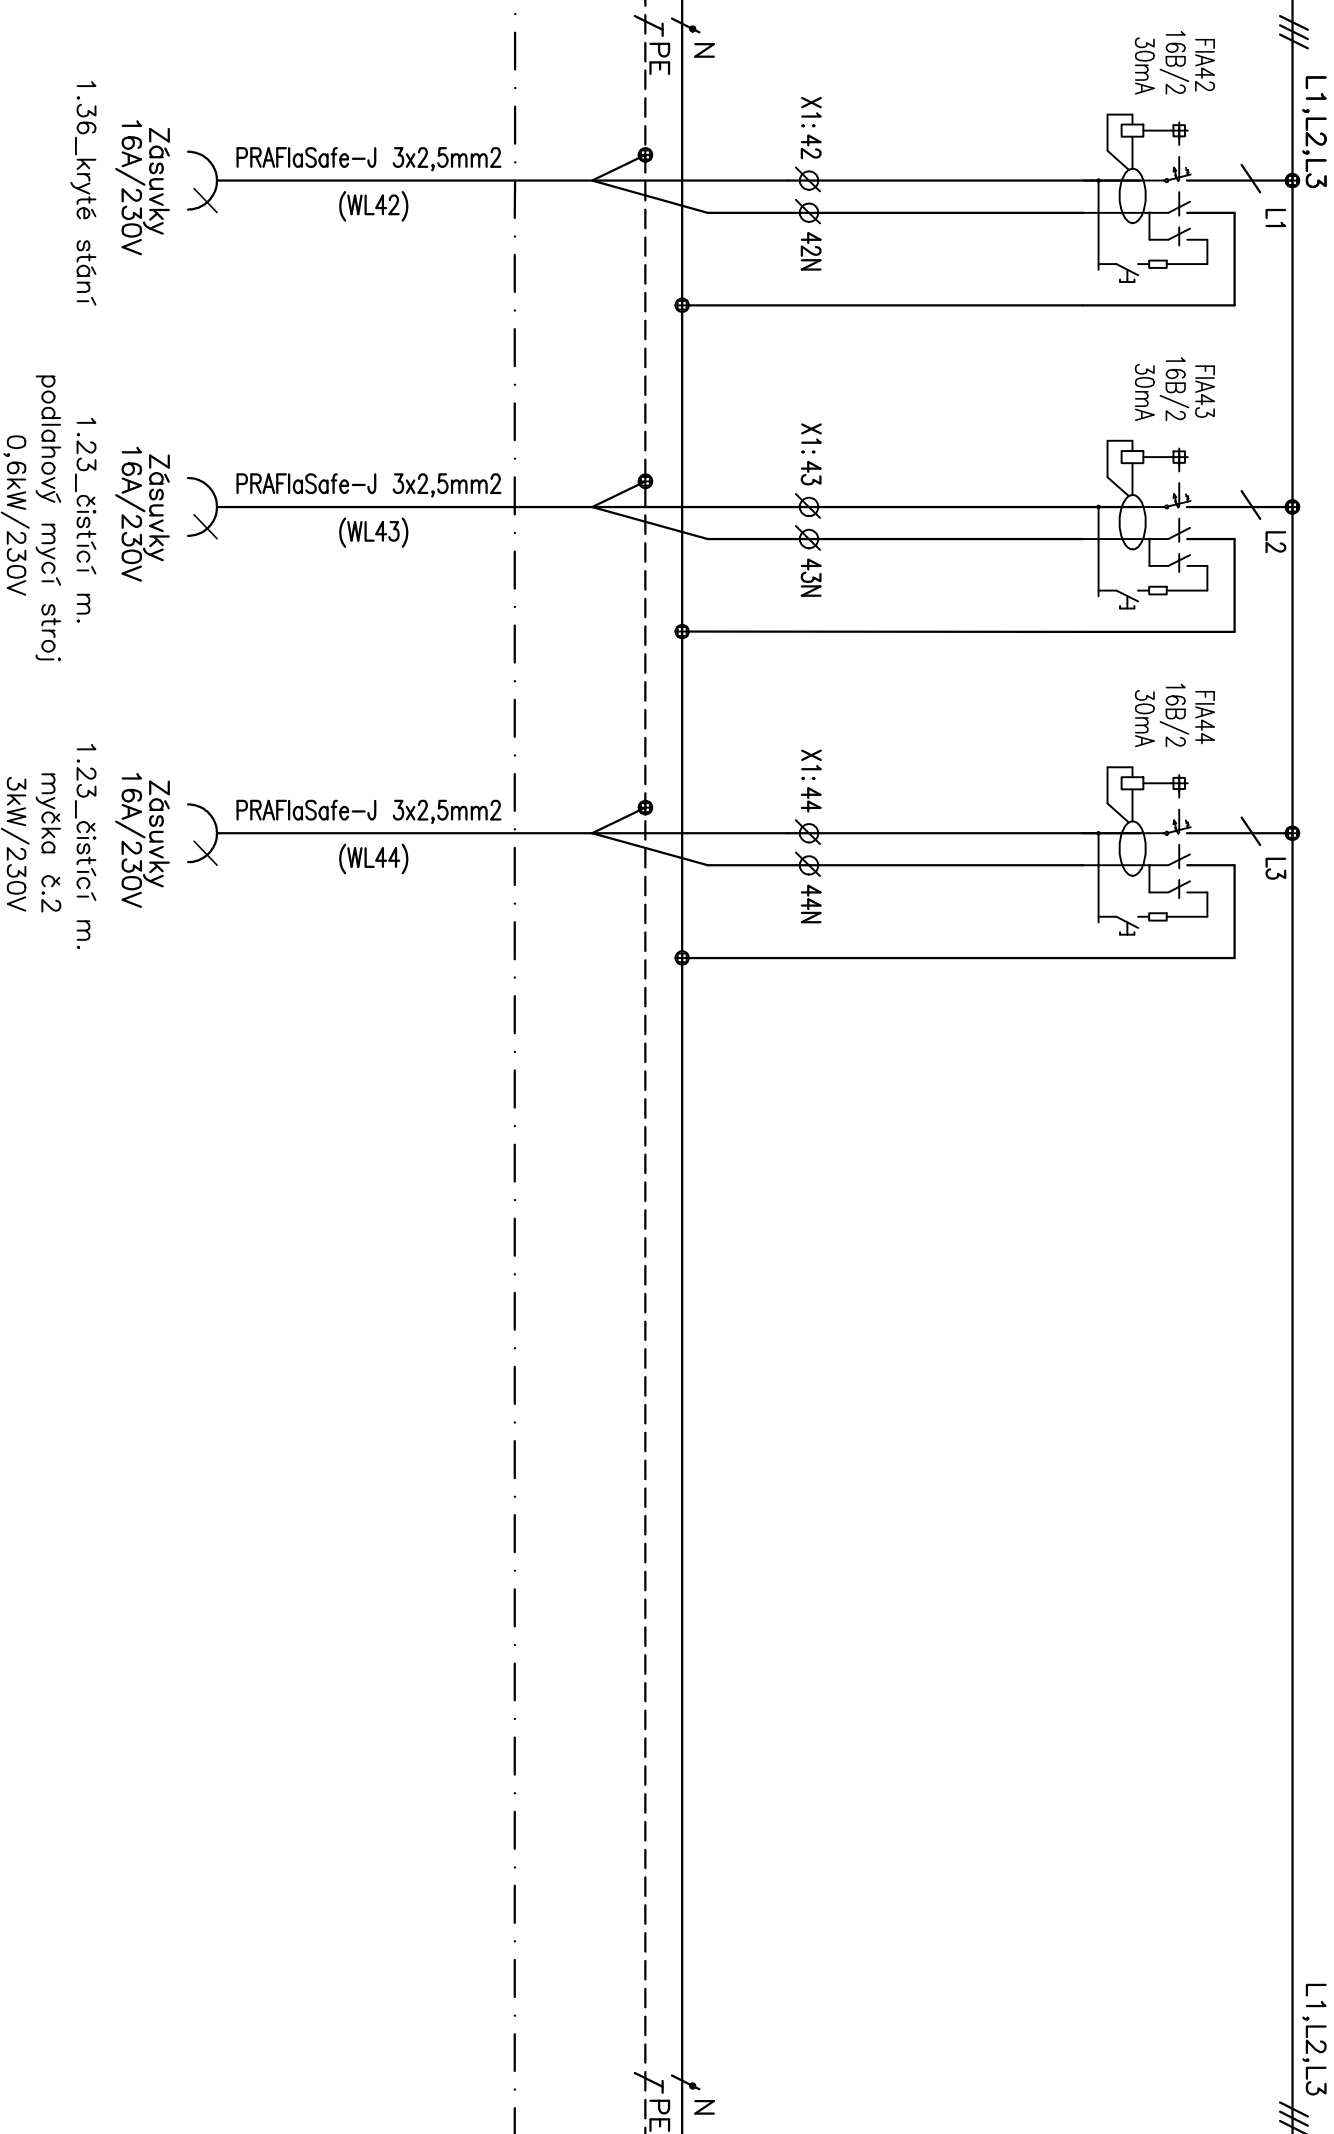 L1,L2,L3
L1,L2,L3
L1
L2
L3
FIA42
16B/2
30mA
FIA43
16B/2
30mA
FIA44
16B/2
30mA
X1:42
42N
X1:43
43N
X1:44
44N
N
N
PE
PE
PRAFlaSafe-J 3x2,5mm2
(WL42)
PRAFlaSafe-J 3x2,5mm2
(WL43)
PRAFlaSafe-J 3x2,5mm2
(WL44)
Zásuvky
16A/230V
1.36_kryté stání
Zásuvky
16A/230V
1.23_čistící m.
podlahový mycí stroj
0,6kW/230V
Zásuvky
16A/230V
1.23_čistící m.
myčka č.2
3kW/230V